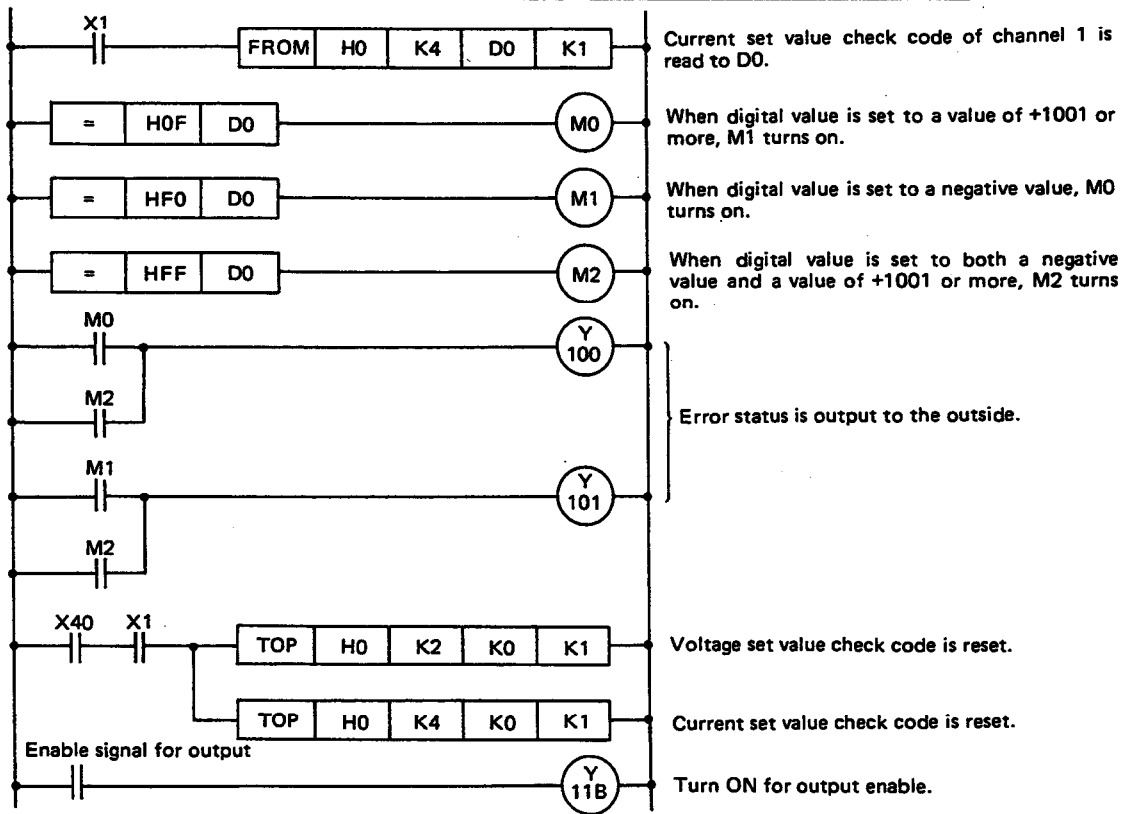 X1
FROM H0 K4 D0 K1
Current set value check code of channel 1 is
read to D0.
= H0F D0
M0
When digital value is set to a value of +1001 or
more, M1 turns on.
= HF0 D0
M1
When digital value is set to a negative value, M0
turns on.
= HFF D0
M2
When digital value is set to both a negative
value and a value of +1001 or more, M2 turns
on.
M0
Y
100
M2
Error status is output to the outside.
M1
Y
101
M2
X40 X1
TOP H0 K2 K0 K1
Voltage set value check code is reset.
TOP H0 K4 K0 K1
Current set value check code is reset.
Enable signal for output
Y
11B
Turn ON for output enable.